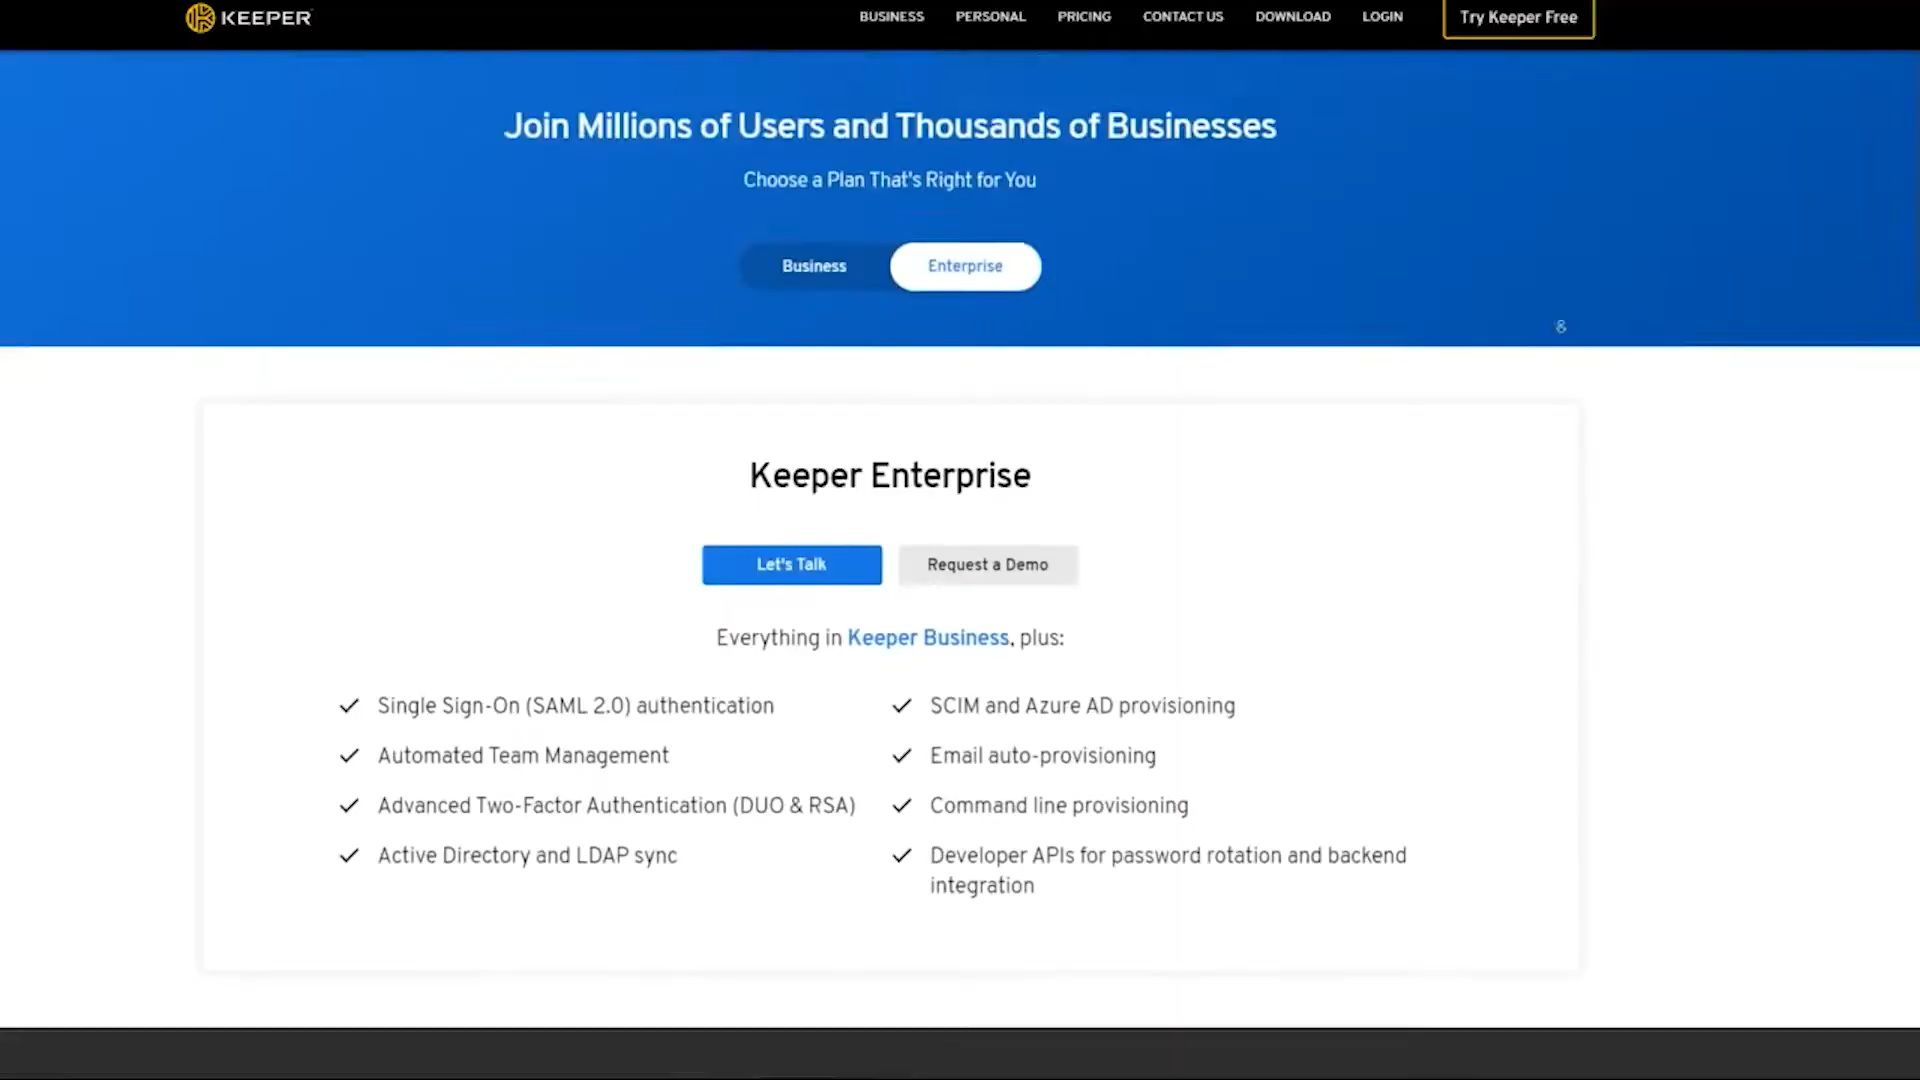 KEEPER
BUSINESS PERSONAL PRICING CONTACT US DOWNLOAD LOGIN Try Keeper Free
Join Millions of Users and Thousands of Businesses
Choose a Plan That's Right for You
Business Enterprise
Keeper Enterprise
Let's Talk Request a Demo
Everything in Keeper Business, plus:
Single Sign-On (SAML 2.0) authentication
Automated Team Management
Advanced Two-Factor Authentication (DUO & RSA)
Active Directory and LDAP sync
SCIM and Azure AD provisioning
Email auto-provisioning
Command line provisioning
Developer APIs for password rotation and backend
integration